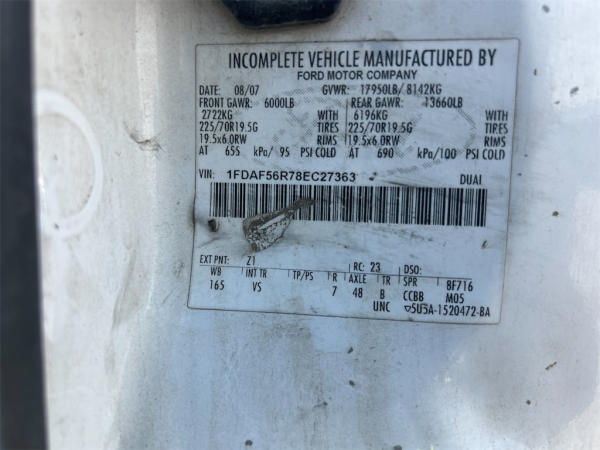 INCOMPLETE VEHICLE MANUFACTURED BY
FORD MOTOR COMPANY
DATE: 08/07 GVWR: 17950LB/ 8142KG
FRONT GAWR: 6000LB REAR GAWR: 13660LB
2722KG WITH 6196KG WITH
225/70R19.5G TIRES 225/70R19.5G TIRES
19.5x6.0RW RIMS 19.5x6.0RW RIMS
AT 655 kPa/ 95 PSI COLD AT 690 kPa/100 PSI COLD
VIN: 1FDAF56R78EC27363 DUAL
EXT PNT: Z1 RC: 23 DSO:
WB INT TR TP/PS R AXLE TR SPR 8F716
165 VS 7 48 B CCBB M05
UNC ▽5U5A-1520472-BA